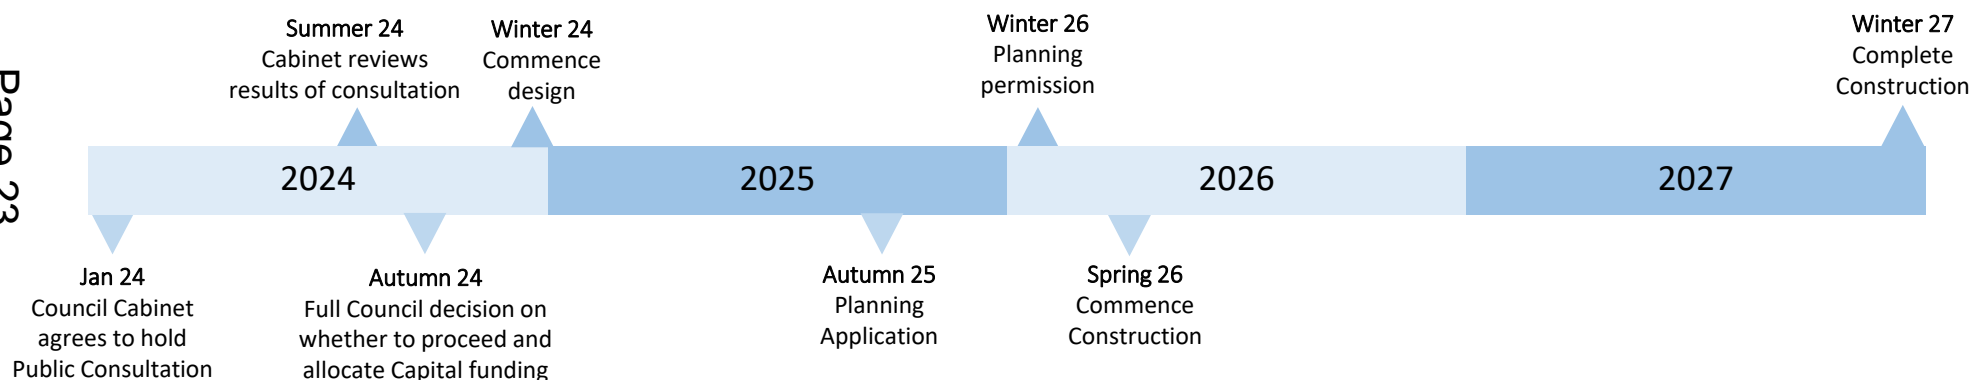 Summer 24
Cabinet reviews
results of consultation
Winter 24
Commence
design
Winter 26
Planning
permission
Winter 27
Complete
Construction
2024
2025
2026
2027
Jan 24
Council Cabinet
agrees to hold
Public Consultation
Autumn 24
Full Council decision on
whether to proceed and
allocate Capital funding
Autumn 25
Planning
Application
Spring 26
Commence
Construction
Page 23